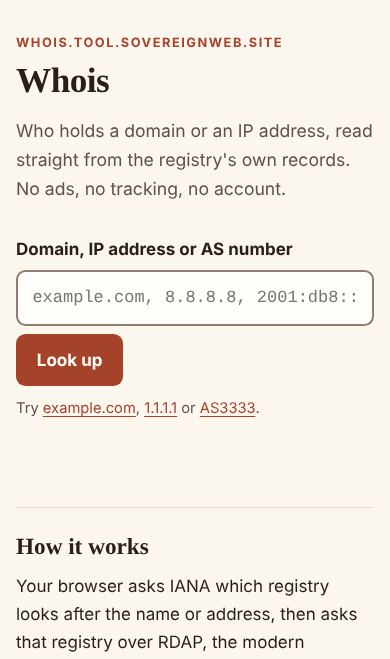 WHOIS.TOOL.SOVEREIGNWEB.SITE
Whois
Who holds a domain or an IP address, read
straight from the registry's own records.
No ads, no tracking, no account.
Domain, IP address or AS number
example.com, 8.8.8.8, 2001:db8::
Look up
Try example.com, 1.1.1.1 or AS3333.
How it works
Your browser asks IANA which registry
looks after the name or address, then asks
that registry over RDAP, the modern